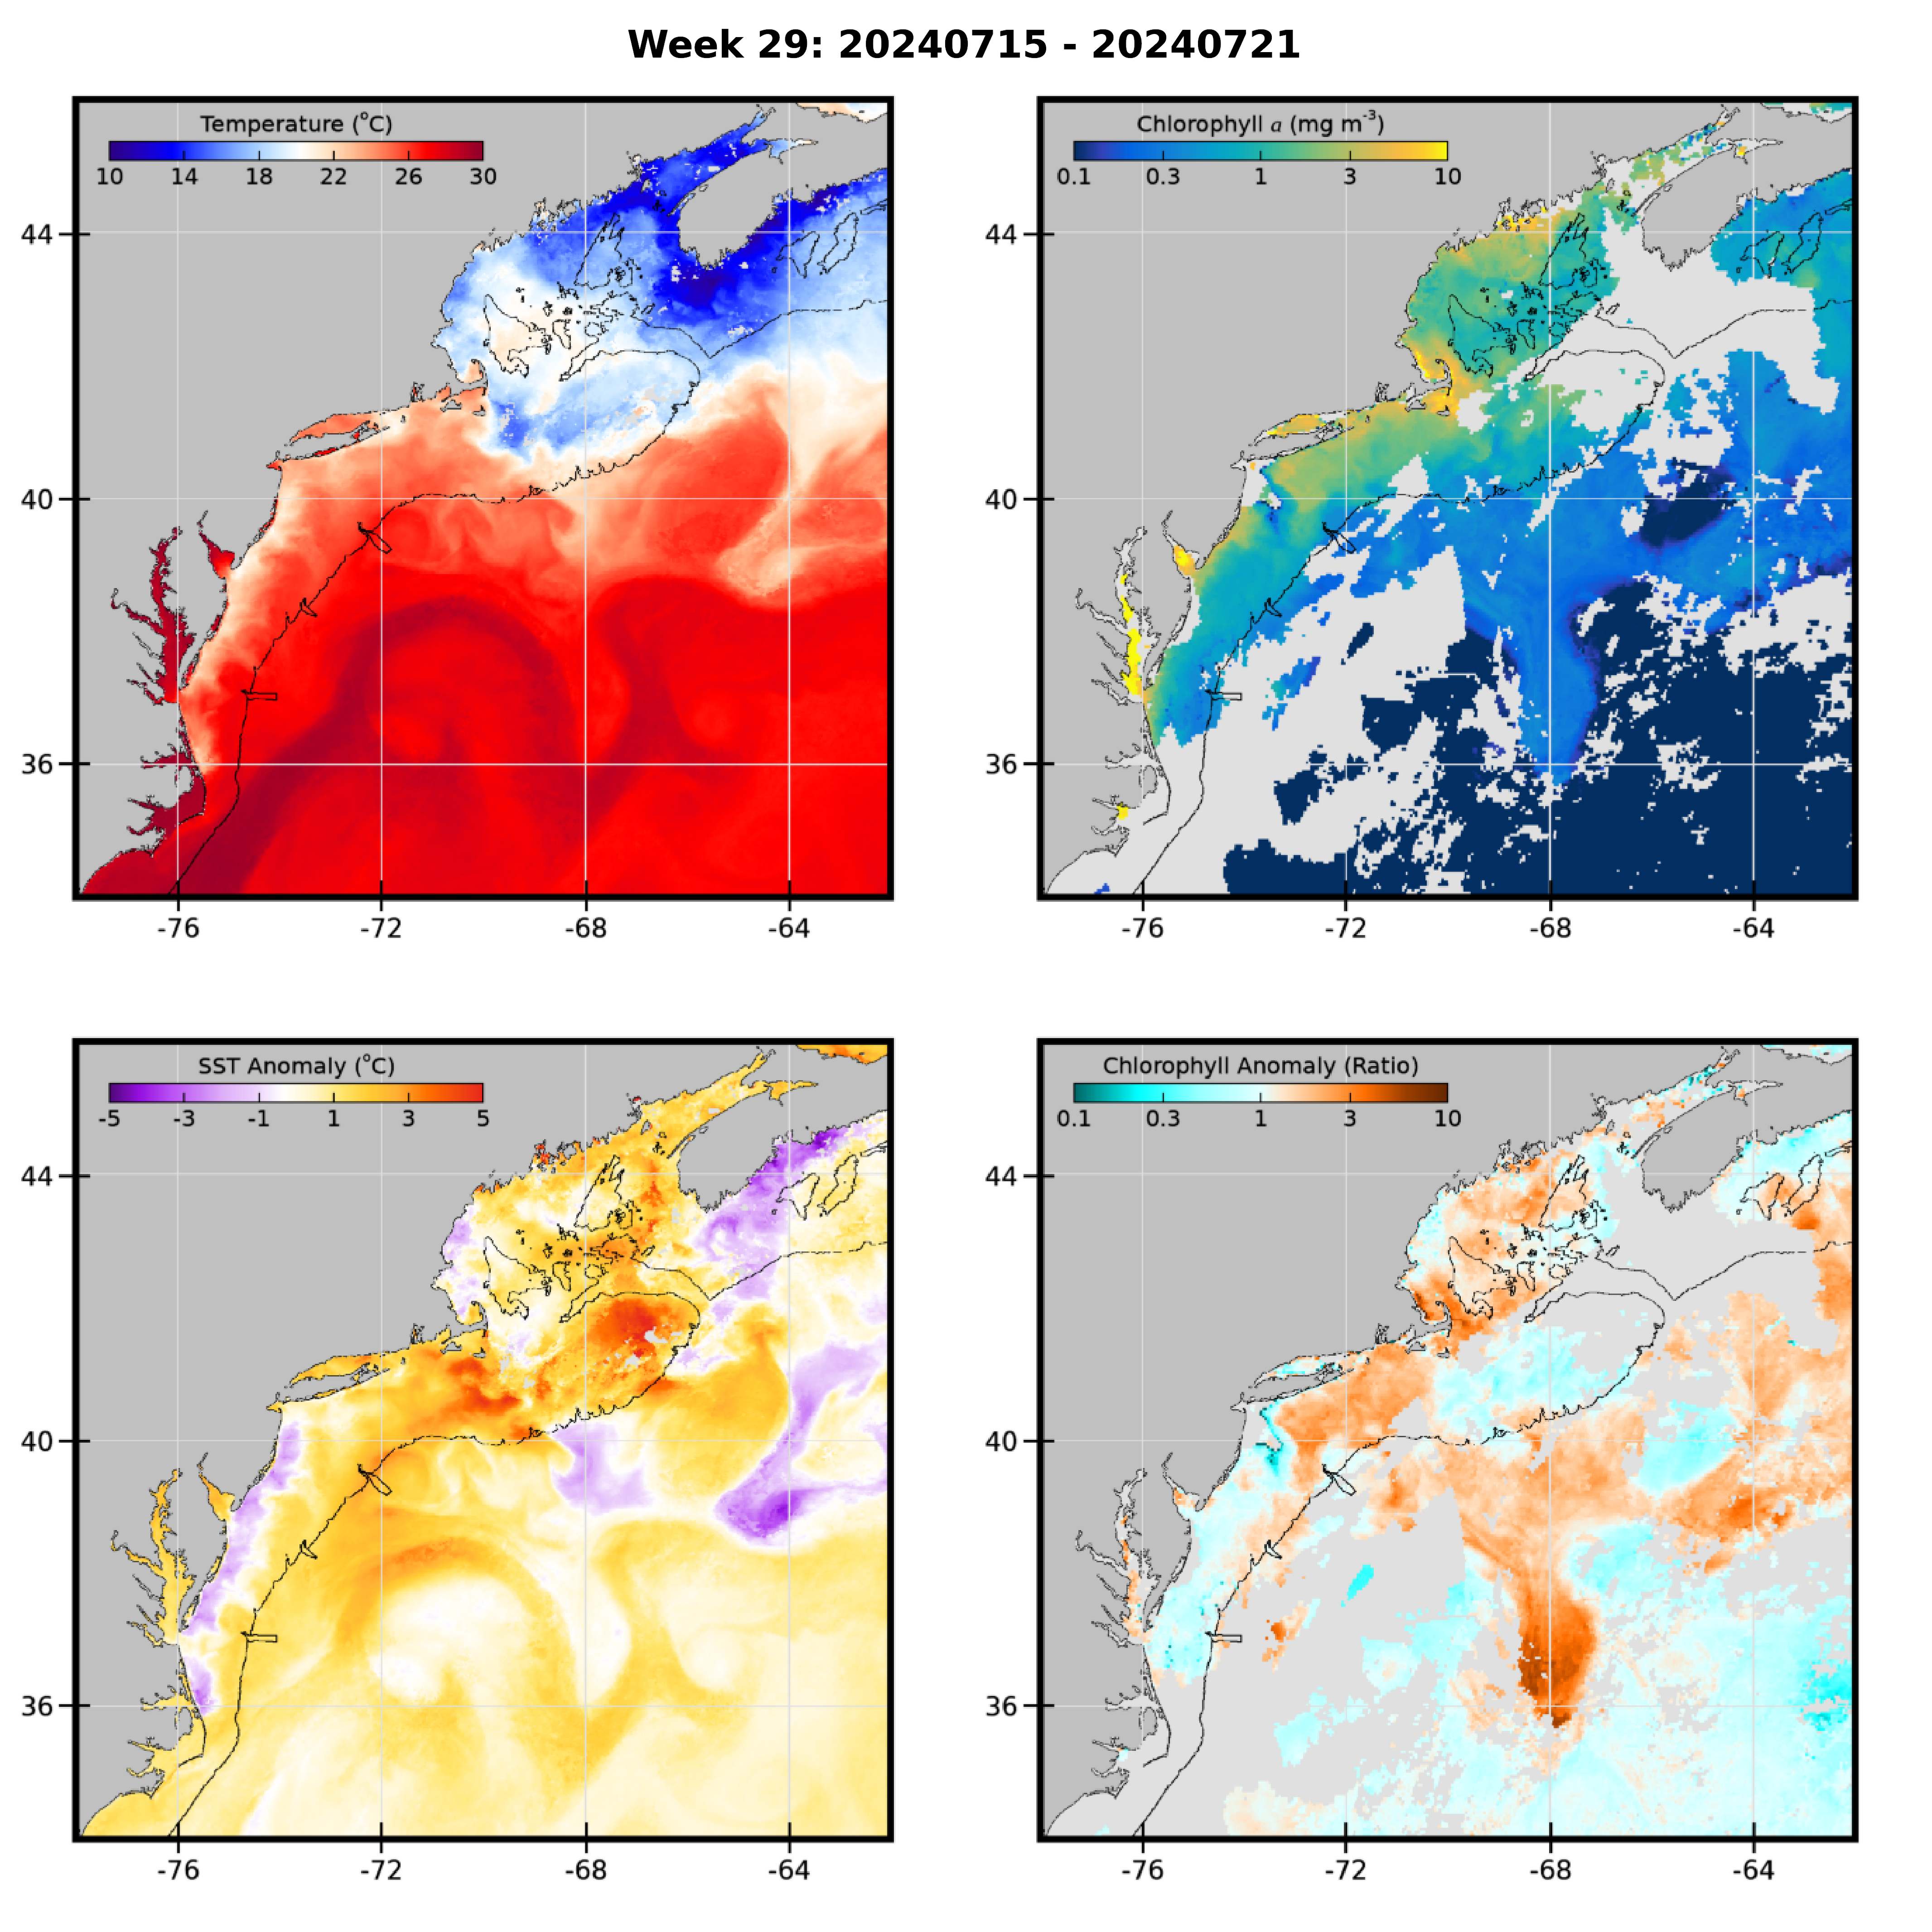 Week 29: 20240715 - 20240721
Temperature (°C)
10 14 18 22 26 30
44
40
36
-76 -72 -68 -64
Chlorophyll a (mg m⁻³)
0.1 0.3 1 3 10
44
40
36
-76 -72 -68 -64
SST Anomaly (°C)
-5 -3 -1 1 3 5
44
40
36
-76 -72 -68 -64
Chlorophyll Anomaly (Ratio)
0.1 0.3 1 3 10
44
40
36
-76 -72 -68 -64